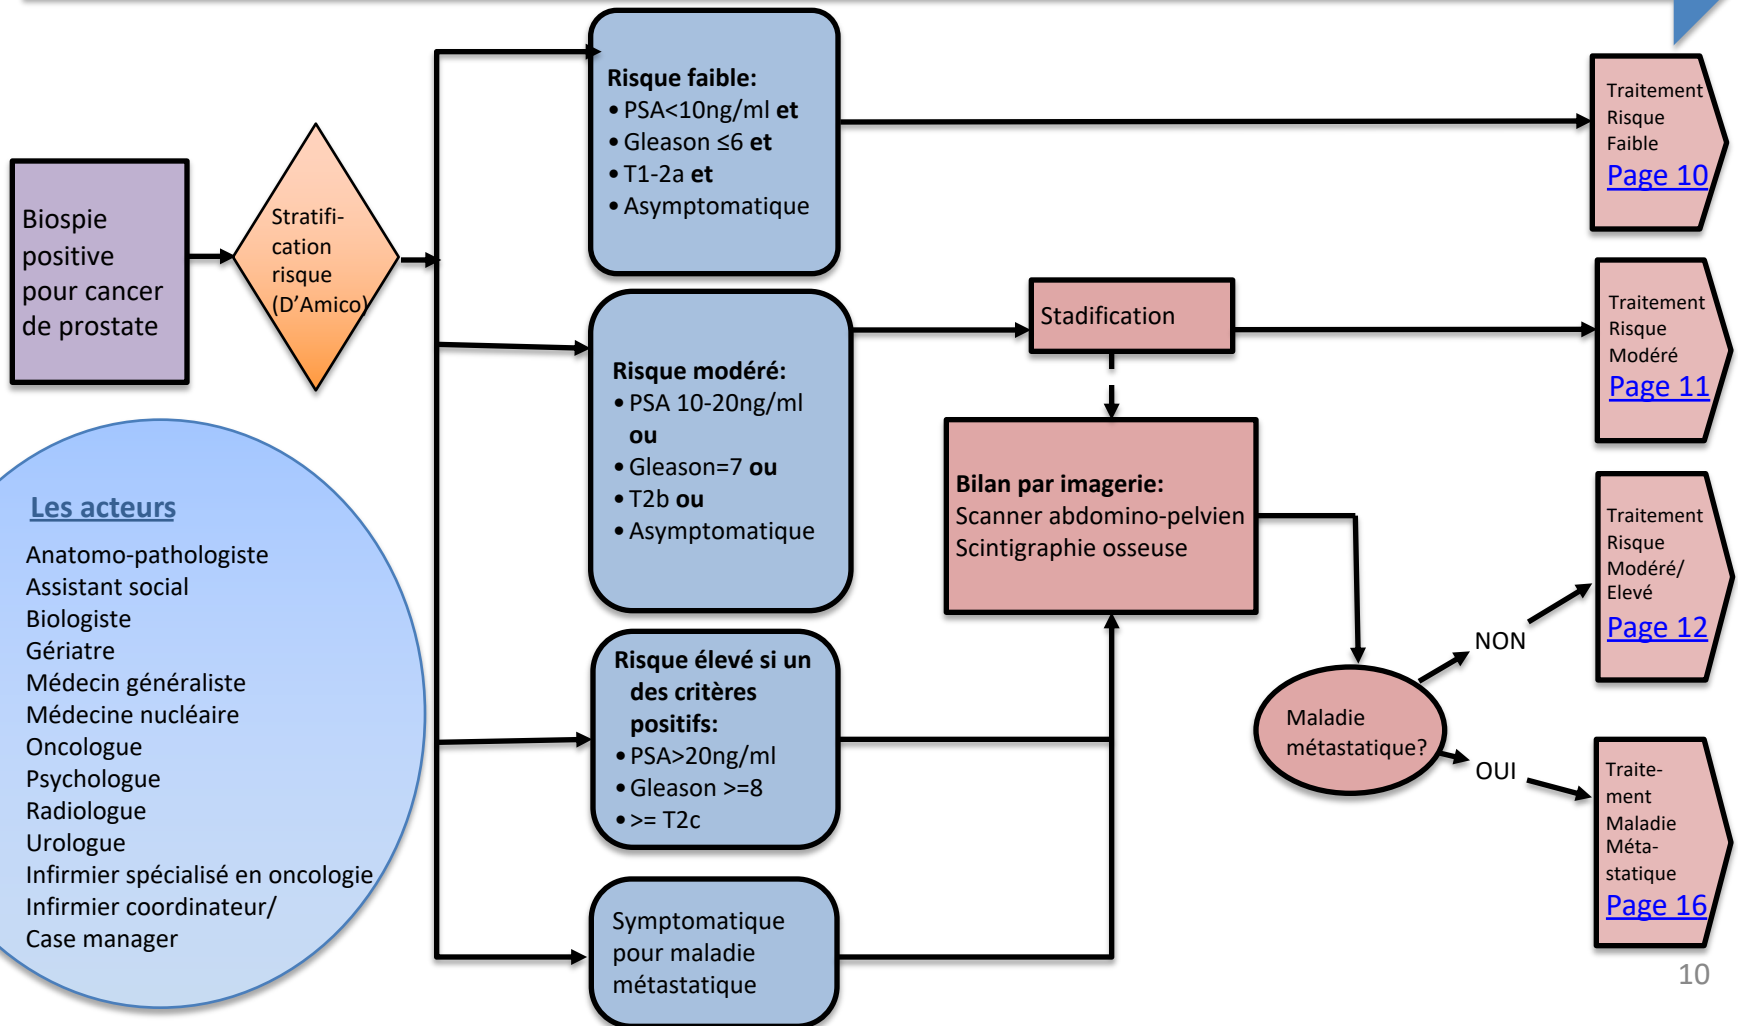 Biospie
positive
pour cancer
de prostate
Stratifi-
cation
risque
(D'Amico)
Risque faible:
• PSA<10ng/ml et
• Gleason ≤6 et
• T1-2a et
• Asymptomatique
Traitement
Risque
Faible
Page 10
Risque modéré:
• PSA 10-20ng/ml
ou
• Gleason=7 ou
• T2b ou
• Asymptomatique
Stadification
Traitement
Risque
Modéré
Page 11
Bilan par imagerie:
Scanner abdomino-pelvien
Scintigraphie osseuse
Risque élevé si un
des critères
positifs:
• PSA>20ng/ml
• Gleason >=8
• >= T2c
Symptomatique
pour maladie
métastatique
Maladie
métastatique?
NON
OUI
Traitement
Risque
Modéré/
Elevé
Page 12
Traite-
ment
Maladie
Méta-
statique
Page 16
Les acteurs
Anatomo-pathologiste
Assistant social
Biologiste
Gériatre
Médecin généraliste
Médecine nucléaire
Oncologue
Psychologue
Radiologue
Urologue
Infirmier spécialisé en oncologie
Infirmier coordinateur/
Case manager
10